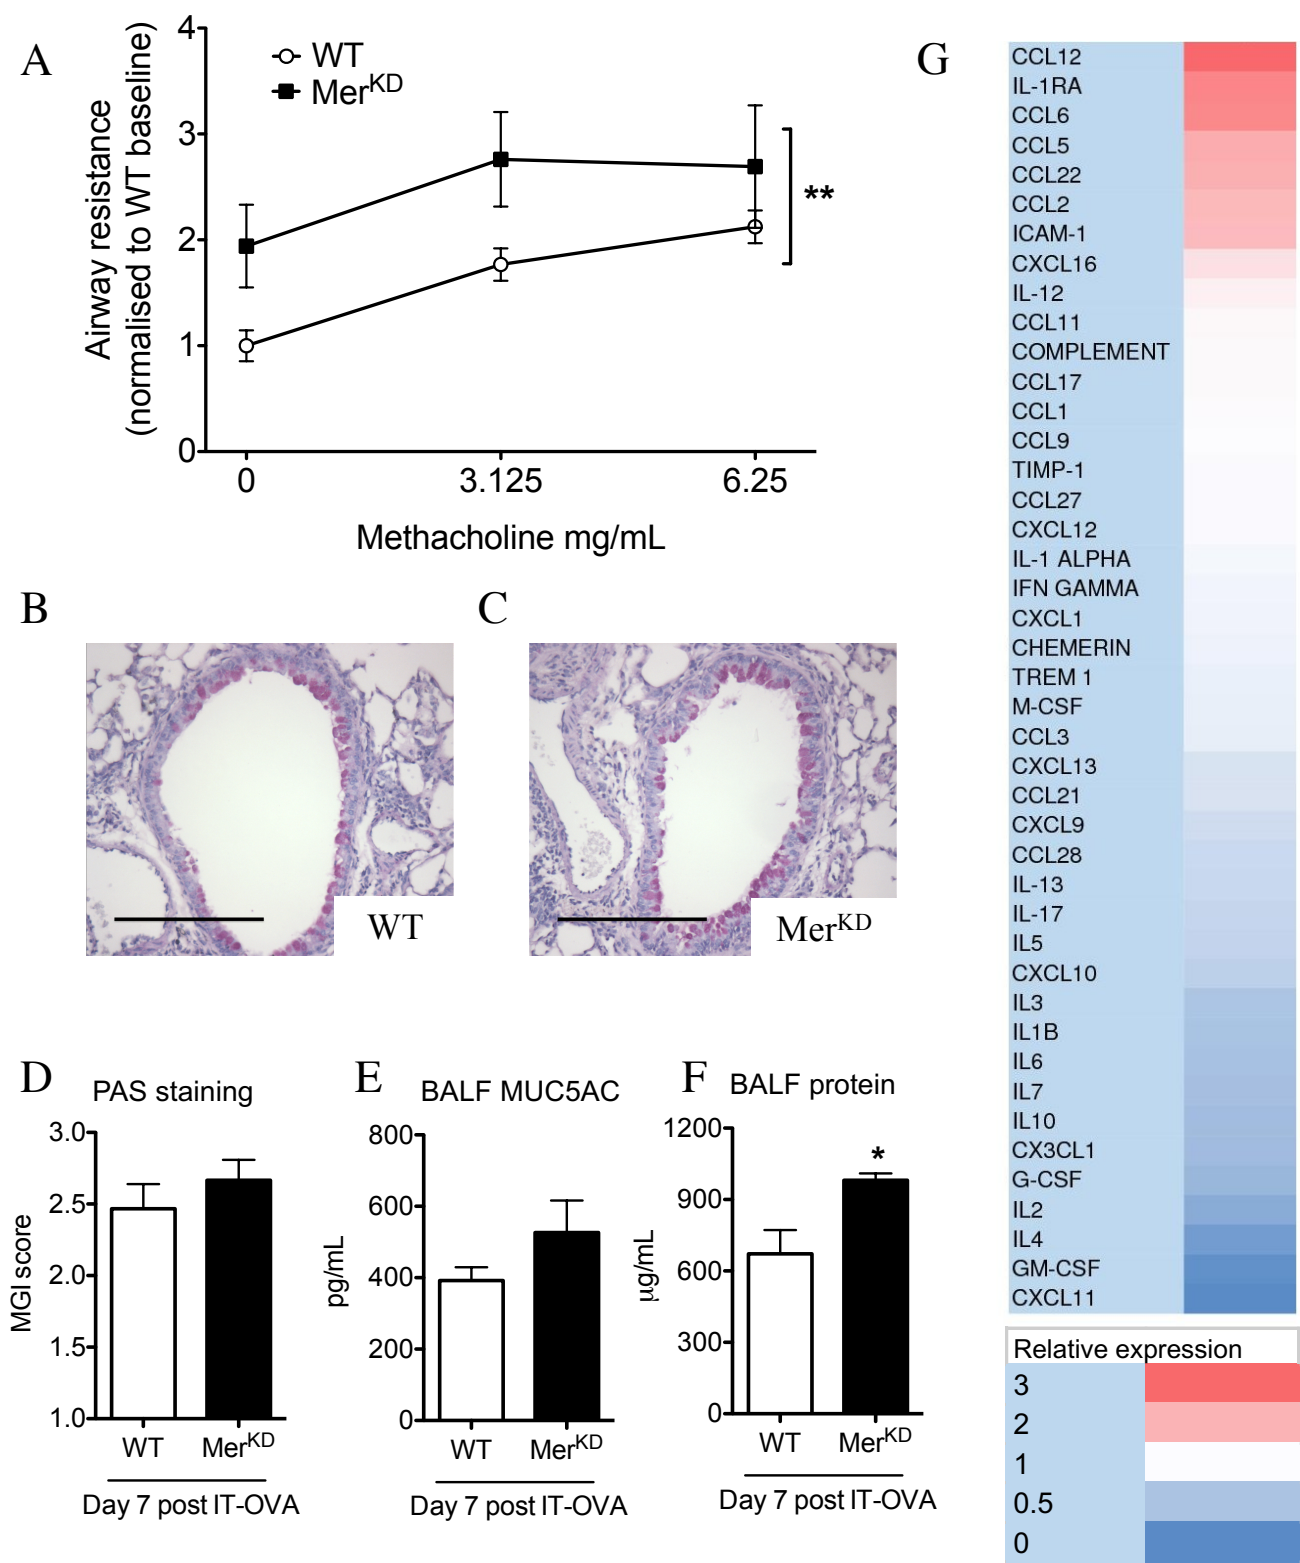 A
4
3
2
1
0
Airway resistance
(normalised to WT baseline)
WT
Mer^KD
**
0 3.125 6.25
Methacholine mg/mL
B
WT
C
Mer^KD
D
PAS staining
3.0
2.5
2.0
1.5
1.0
MGI score
WT Mer^KD
Day 7 post IT-OVA
E
BALF MUC5AC
800
600
400
200
0
pg/mL
WT Mer^KD
Day 7 post IT-OVA
F
BALF protein
1200
900
600
300
0
µg/mL
*
WT Mer^KD
Day 7 post IT-OVA
G
CCL12
IL-1RA
CCL6
CCL5
CCL22
CCL2
ICAM-1
CXCL16
IL-12
CCL11
COMPLEMENT
CCL17
CCL1
CCL9
TIMP-1
CCL27
CXCL12
IL-1 ALPHA
IFN GAMMA
CXCL1
CHEMERIN
TREM 1
M-CSF
CCL3
CXCL13
CCL21
CXCL9
CCL28
IL-13
IL-17
IL5
CXCL10
IL3
IL1B
IL6
IL7
IL10
CX3CL1
G-CSF
IL2
IL4
GM-CSF
CXCL11
Relative expression
3
2
1
0.5
0